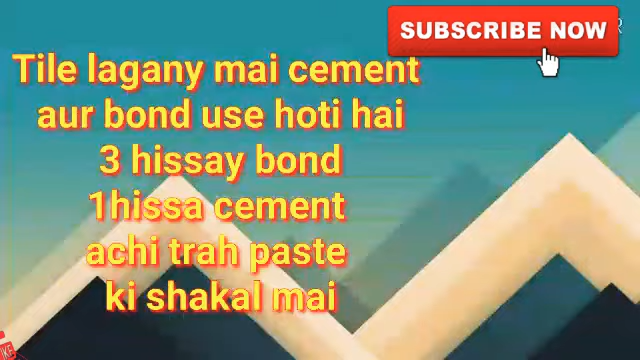 SUBSCRIBE NOW
Tile lagany mai cement
aur bond use hoti hai
3 hissay bond
1hissa cement
achi trah paste
ki shakal mai